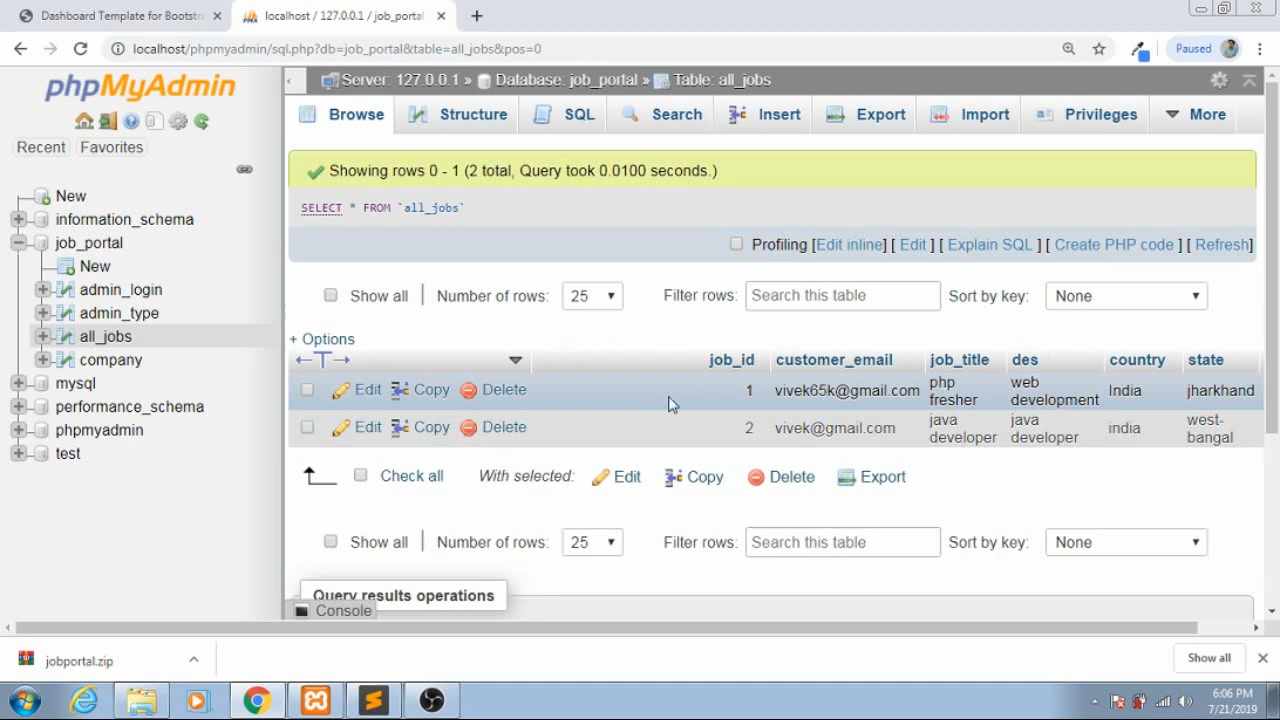 Dashboard Template for Bootstr
localhost / 127.0.0.1 / job_portal
localhost/phpmyadmin/sql.php?db=job_portal&table=all_jobs&pos=0
Paused
phpMyAdmin
Recent Favorites
New
information_schema
job_portal
New
admin_login
admin_type
all_jobs
company
mysql
performance_schema
phpmyadmin
test
Server: 127.0.0.1 » Database: job_portal » Table: all_jobs
Browse Structure SQL Search Insert Export Import Privileges More
Showing rows 0 - 1 (2 total, Query took 0.0100 seconds.)
SELECT * FROM `all_jobs`
Profiling [Edit inline] [ Edit ] [ Explain SQL ] [ Create PHP code ] [ Refresh]
Show all Number of rows: 25 Filter rows: Search this table Sort by key: None
+ Options
←T→ job_id customer_email job_title des country state
Edit Copy Delete 1 vivek65k@gmail.com php fresher web development India jharkhand
Edit Copy Delete 2 vivek@gmail.com java developer java developer india west-bangal
Check all With selected: Edit Copy Delete Export
Show all Number of rows: 25 Filter rows: Search this table Sort by key: None
Query results operations
Console
jobportal.zip
Show all
6:06 PM
7/21/2019